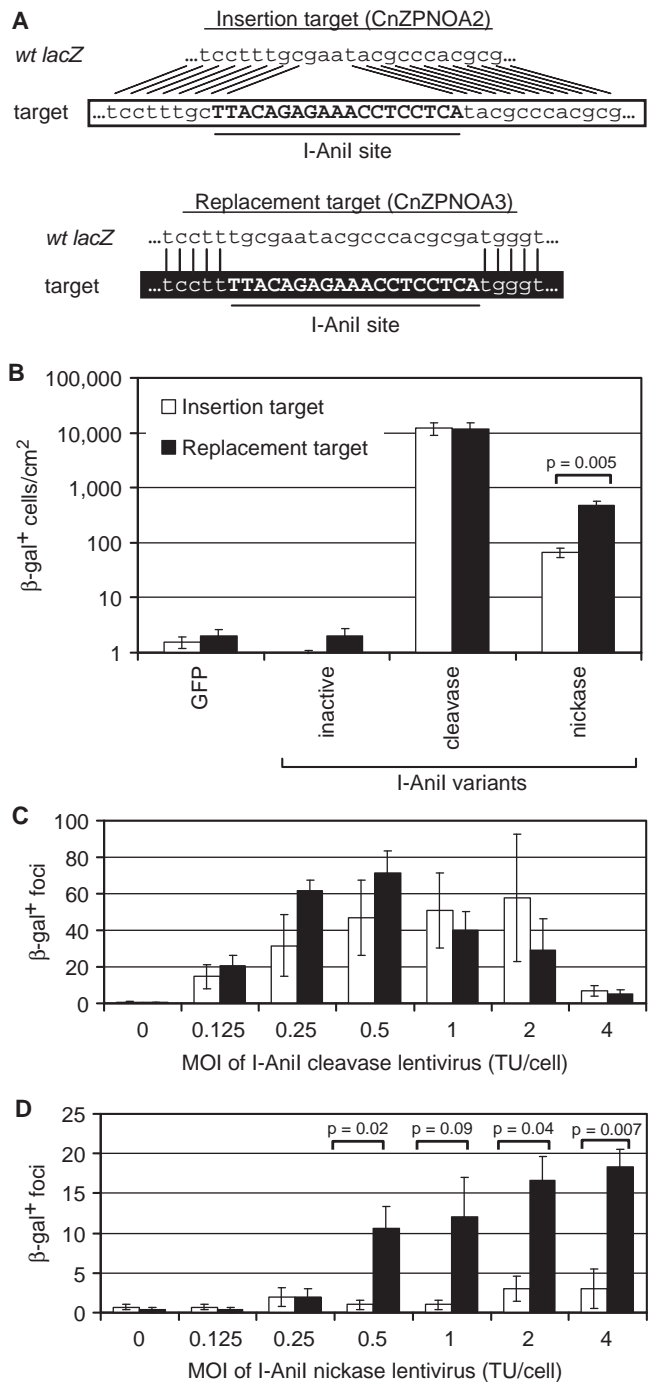 A
Insertion target (CnZPNOA2)
wt lacZ ...tcctttgcgaatacgcccacgcg...
target ...tcctttgcTTACAGAGAAACCTCCTCAtacgcccacgcg...
I-AniI site
Replacement target (CnZPNOA3)
wt lacZ ...tcctttgcgaatacgcccacgcgatgggt...
target ...tccttTTACAGAGAAACCTCCTCAtgggt...
I-AniI site
B
β-gal+ cells/cm2
100,000
10,000
1,000
100
10
1
Insertion target
Replacement target
p = 0.005
GFP
inactive
cleavase
nickase
I-AniI variants
C
β-gal+ foci
100
80
60
40
20
0
0 0.125 0.25 0.5 1 2 4
MOI of I-AniI cleavase lentivirus (TU/cell)
D
β-gal+ foci
25
20
15
10
5
0
p = 0.02 p = 0.09 p = 0.04 p = 0.007
0 0.125 0.25 0.5 1 2 4
MOI of I-AniI nickase lentivirus (TU/cell)